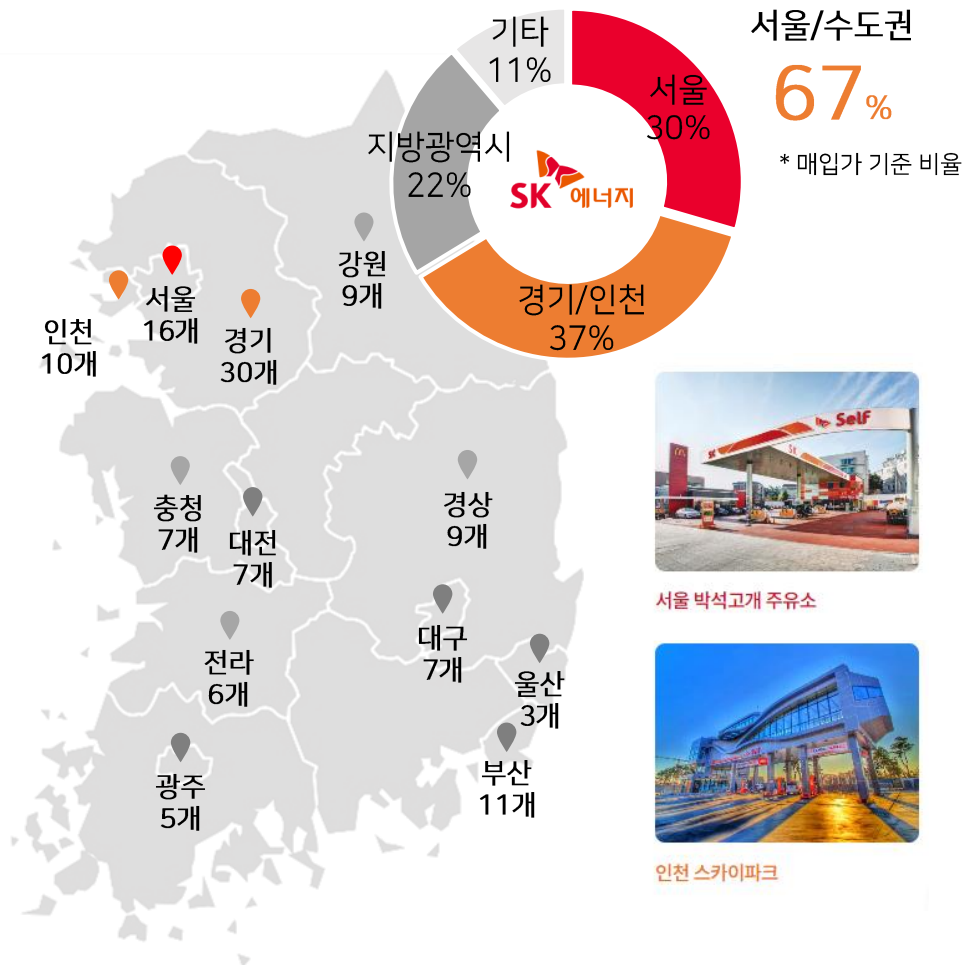 기타
11%
서울
30%
지방광역시
22%
SK 에너지
경기/인천
37%
서울/수도권
67%
* 매입가 기준 비율
강원
9개
서울
16개
인천
10개
경기
30개
충청
7개
대전
7개
경상
9개
대구
7개
전라
6개
울산
3개
광주
5개
부산
11개
SK
SK
Self
서울 박석고개 주유소
Self
인천 스카이파크